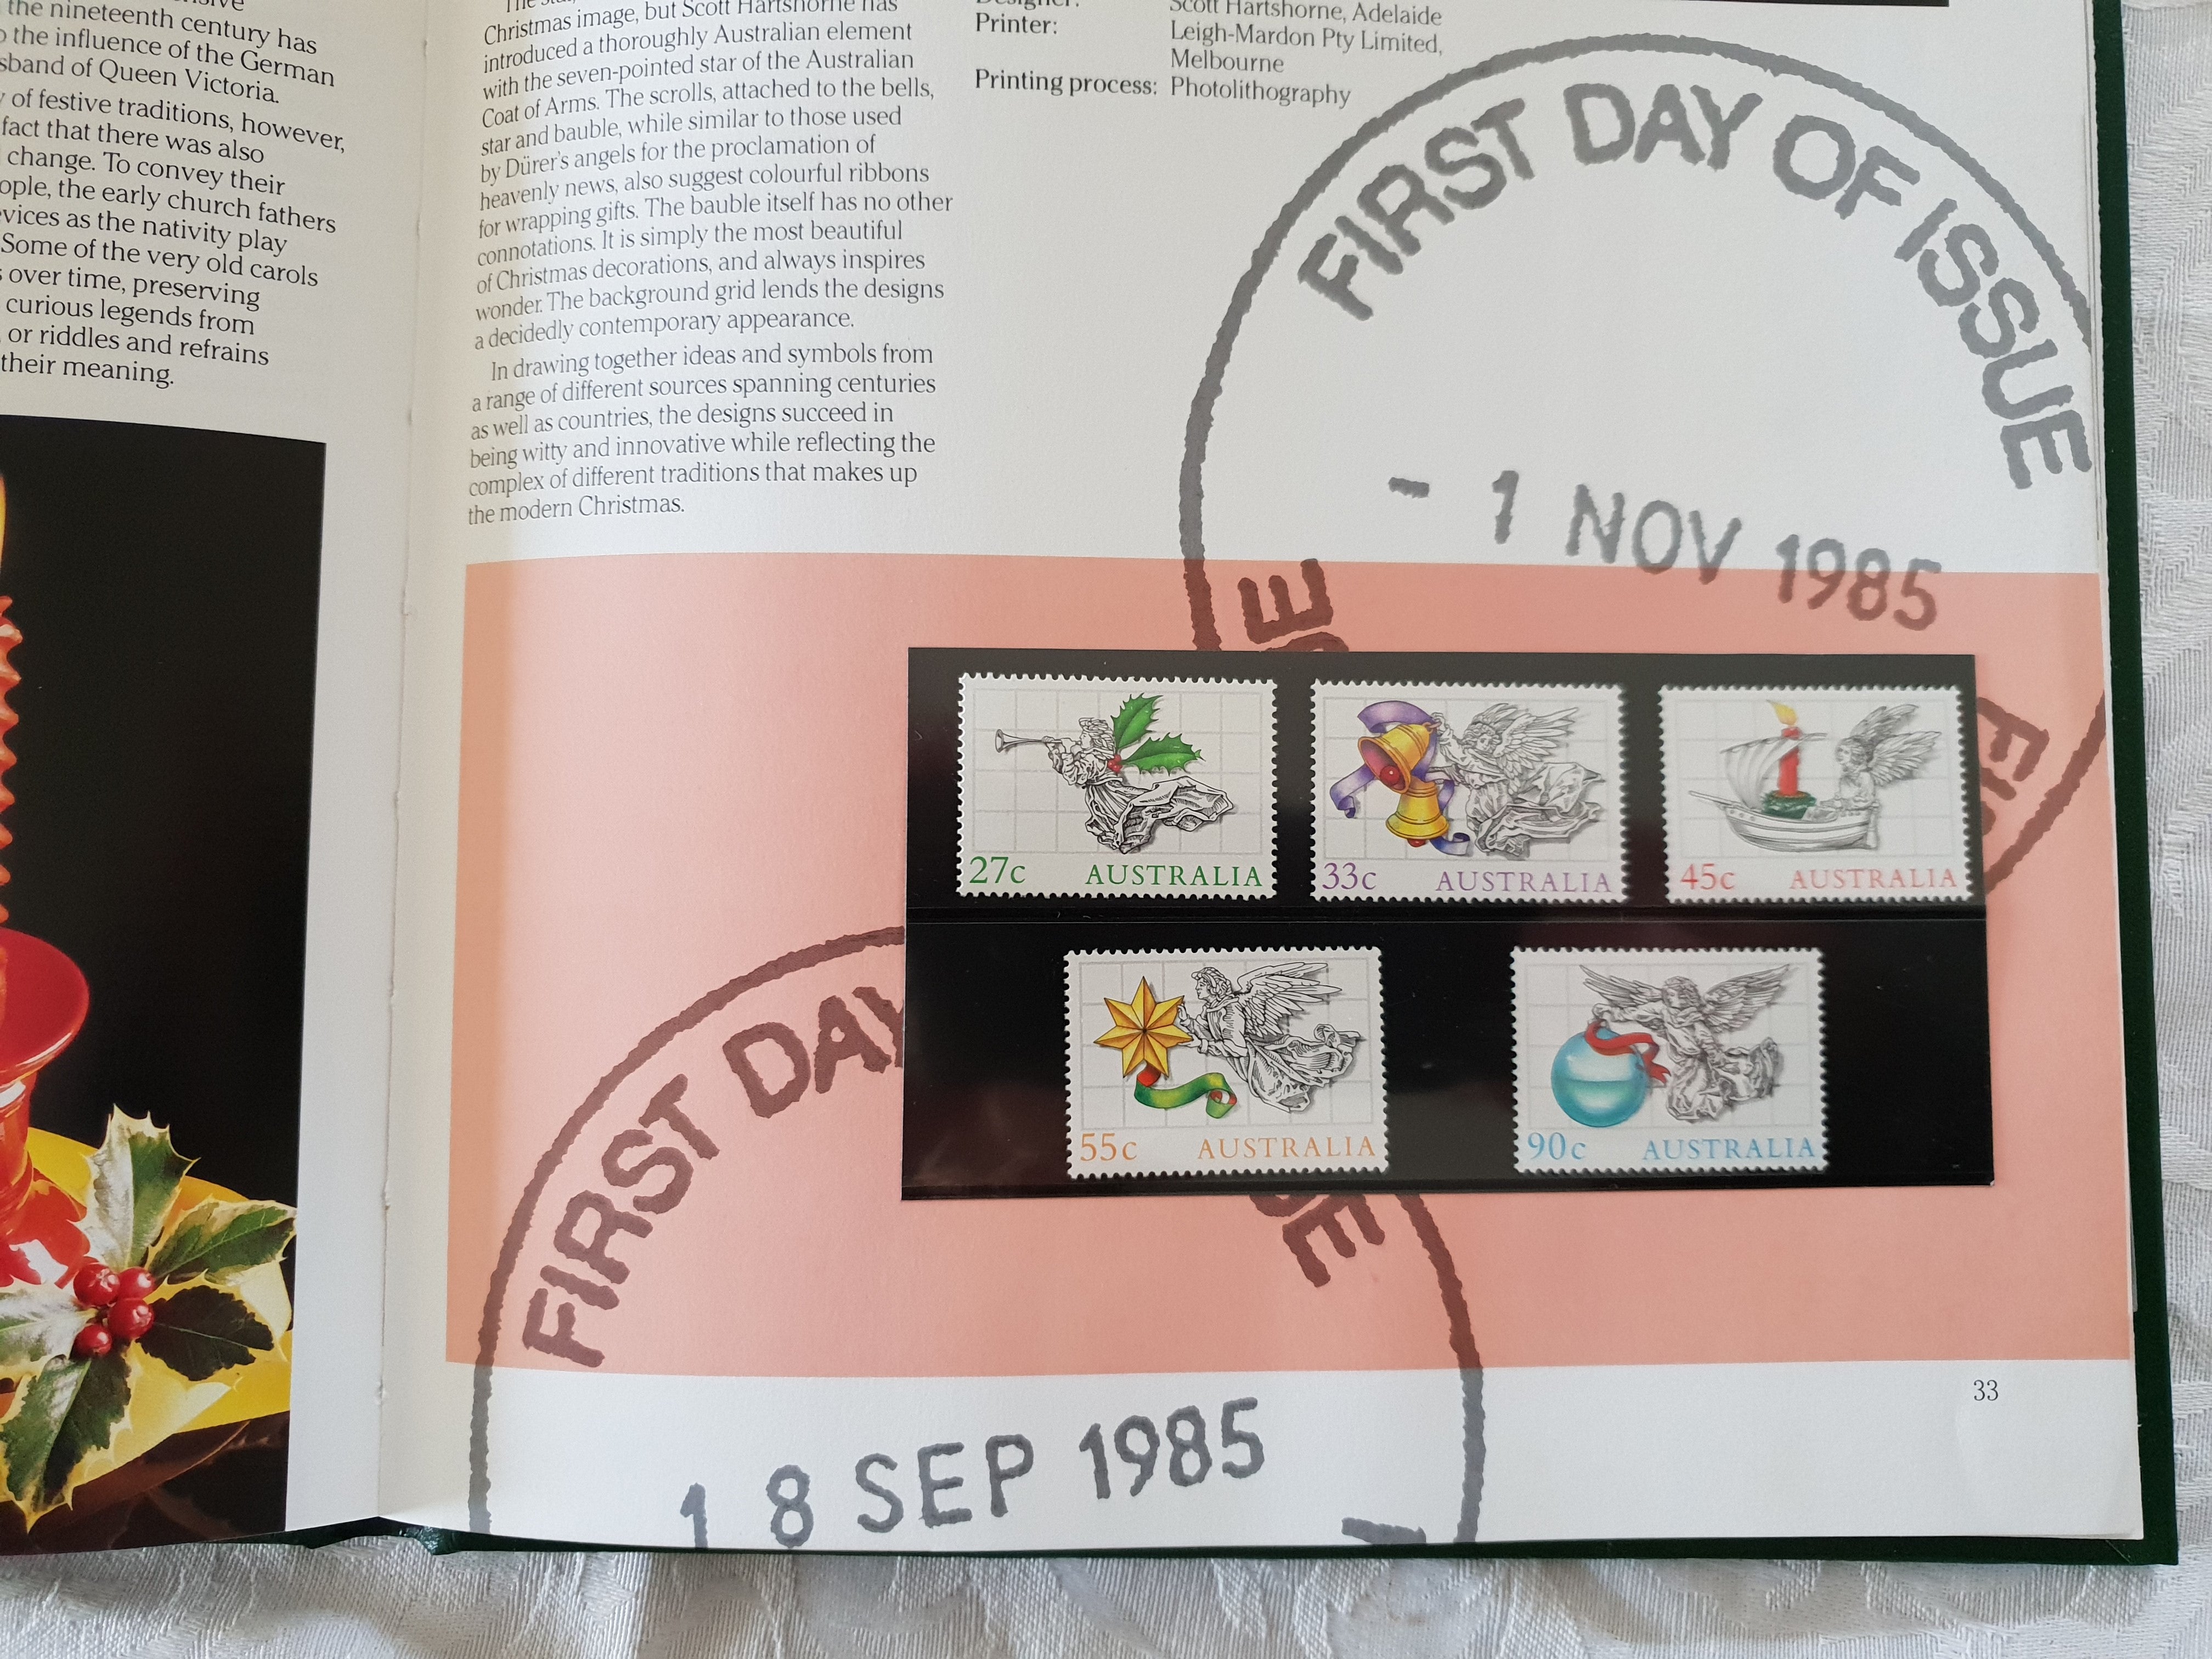 the nineteenth century has
the influence of the German
husband of Queen Victoria.
of festive traditions, however,
fact that there was also
change. To convey their
people, the early church fathers
devices as the nativity play
Some of the very old carols
over time, preserving
curious legends from
or riddles and refrains
their meaning.
Christmas image, but Scott Hartshorne has
introduced a thoroughly Australian element
with the seven-pointed star of the Australian
Coat of Arms. The scrolls, attached to the bells,
star and bauble, while similar to those used
by Dürer's angels for the proclamation of
heavenly news, also suggest colourful ribbons
for wrapping gifts. The bauble itself has no other
connotations. It is simply the most beautiful
of Christmas decorations, and always inspires
wonder. The background grid lends the designs
a decidedly contemporary appearance.
In drawing together ideas and symbols from
a range of different sources spanning centuries
as well as countries, the designs succeed in
being witty and innovative while reflecting the
complex of different traditions that makes up
the modern Christmas.
Designer: Scott Hartshorne, Adelaide
Printer: Leigh-Mardon Pty Limited,
Melbourne
Printing process: Photolithography
FIRST DAY OF ISSUE
- 1 NOV 1985
27c AUSTRALIA
33c AUSTRALIA
45c AUSTRALIA
55c AUSTRALIA
90c AUSTRALIA
FIRST DAY
UE
18 SEP 1985
33